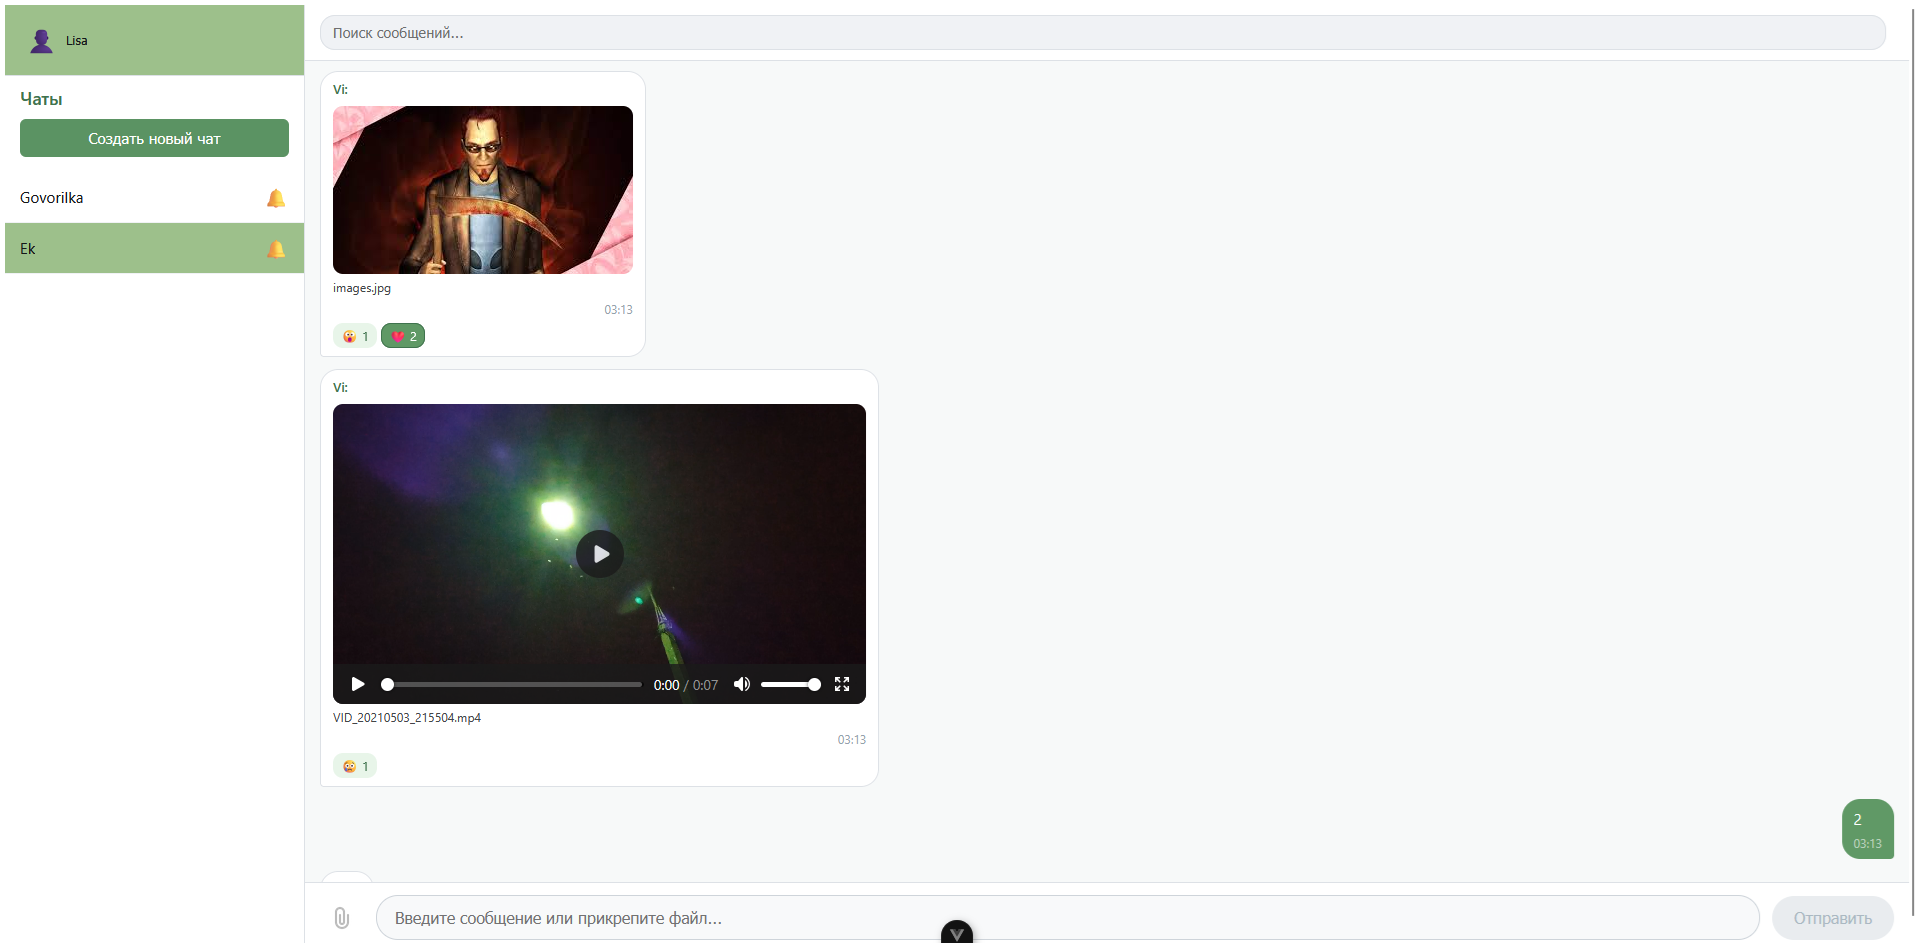 Lisa
Чаты
Создать новый чат
Govorilka
Ek
Поиск сообщений...
Vi:
images.jpg
03:13
1
2
Vi:
0:00 / 0:07
VID_20210503_215504.mp4
03:13
1
2
03:13
Введите сообщение или прикрепите файл...
Отправить